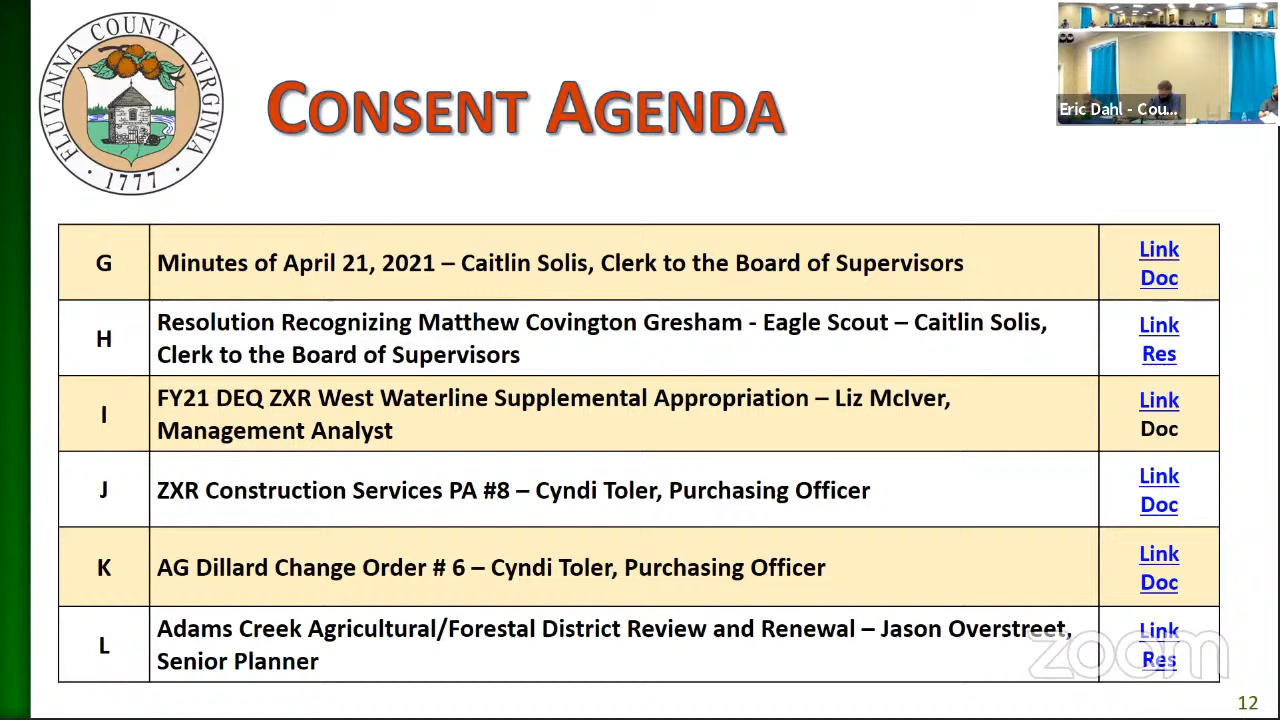 FLUVANNA COUNTY VIRGINIA
· 1777 ·
CONSENT AGENDA
Eric Dahl - Cou...
G
Minutes of April 21, 2021 – Caitlin Solis, Clerk to the Board of Supervisors
Link
Doc
H
Resolution Recognizing Matthew Covington Gresham - Eagle Scout – Caitlin Solis,
Clerk to the Board of Supervisors
Link
Res
I
FY21 DEQ ZXR West Waterline Supplemental Appropriation – Liz McIver,
Management Analyst
Link
Doc
J
ZXR Construction Services PA #8 – Cyndi Toler, Purchasing Officer
Link
Doc
K
AG Dillard Change Order # 6 – Cyndi Toler, Purchasing Officer
Link
Doc
L
Adams Creek Agricultural/Forestal District Review and Renewal – Jason Overstreet,
Senior Planner
Link
Res
zoom
12